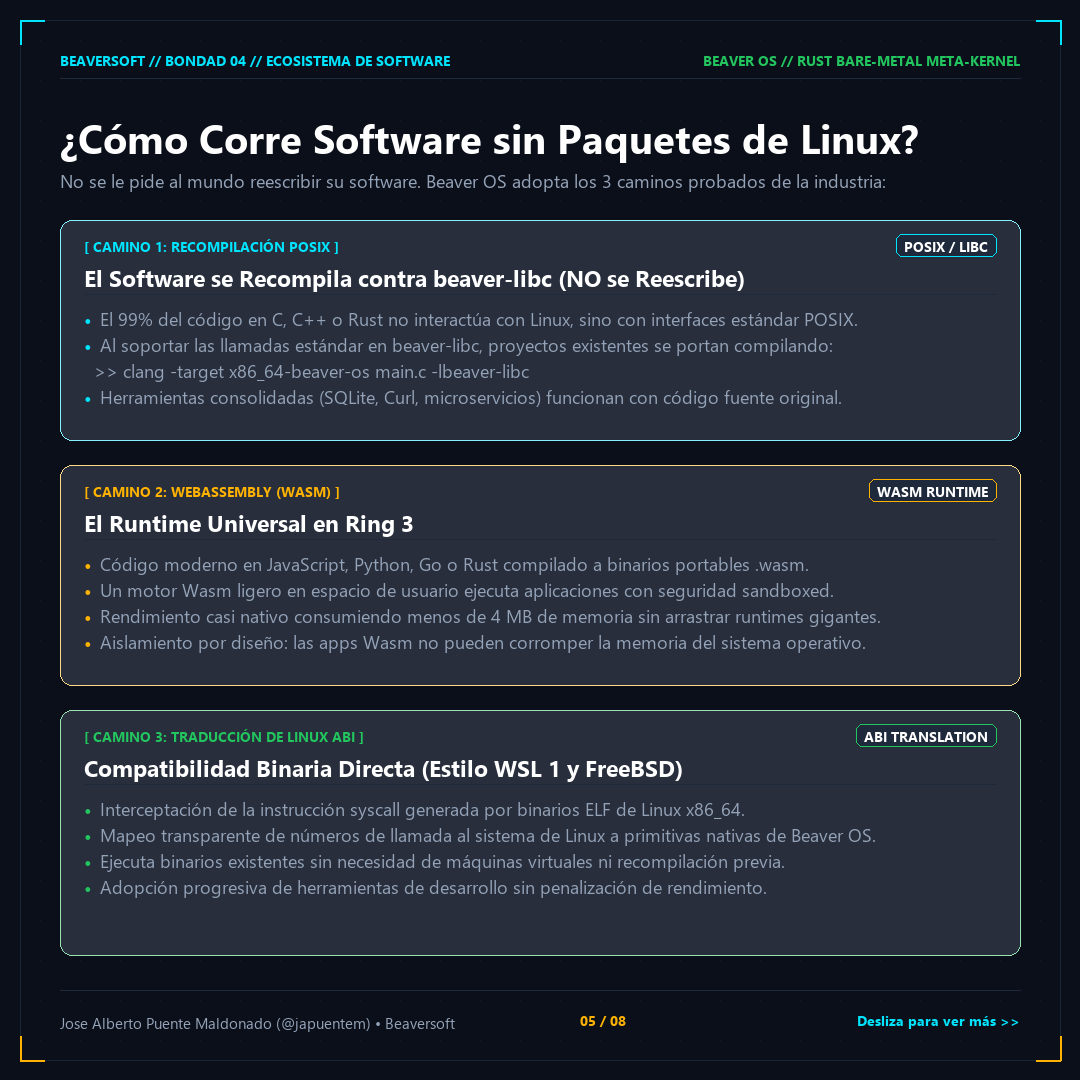 BEAVERSOFT // BONDAD 04 // ECOSISTEMA DE SOFTWARE
BEAVER OS // RUST BARE-METAL META-KERNEL
¿Cómo Corre Software sin Paquetes de Linux?
No se le pide al mundo reescribir su software. Beaver OS adopta los 3 caminos probados de la industria:
[ CAMINO 1: RECOMPILACIÓN POSIX ]
POSIX / LIBC
El Software se Recompila contra beaver-libc (NO se Reescribe)
• El 99% del código en C, C++ o Rust no interactúa con Linux, sino con interfaces estándar POSIX.
• Al soportar las llamadas estándar en beaver-libc, proyectos existentes se portan compilando:
>> clang -target x86_64-beaver-os main.c -lbeaver-libc
• Herramientas consolidadas (SQLite, Curl, microservicios) funcionan con código fuente original.
[ CAMINO 2: WEBASSEMBLY (WASM) ]
WASM RUNTIME
El Runtime Universal en Ring 3
• Código moderno en JavaScript, Python, Go o Rust compilado a binarios portables .wasm.
• Un motor Wasm ligero en espacio de usuario ejecuta aplicaciones con seguridad sandboxed.
• Rendimiento casi nativo consumiendo menos de 4 MB de memoria sin arrastrar runtimes gigantes.
• Aislamiento por diseño: las apps Wasm no pueden corromper la memoria del sistema operativo.
[ CAMINO 3: TRADUCCIÓN DE LINUX ABI ]
ABI TRANSLATION
Compatibilidad Binaria Directa (Estilo WSL 1 y FreeBSD)
• Interceptación de la instrucción syscall generada por binarios ELF de Linux x86_64.
• Mapeo transparente de números de llamada al sistema de Linux a primitivas nativas de Beaver OS.
• Ejecuta binarios existentes sin necesidad de máquinas virtuales ni recompilación previa.
• Adopción progresiva de herramientas de desarrollo sin penalización de rendimiento.
Jose Alberto Puente Maldonado (@japuentem) • Beaversoft
05 / 08
Desliza para ver más >>